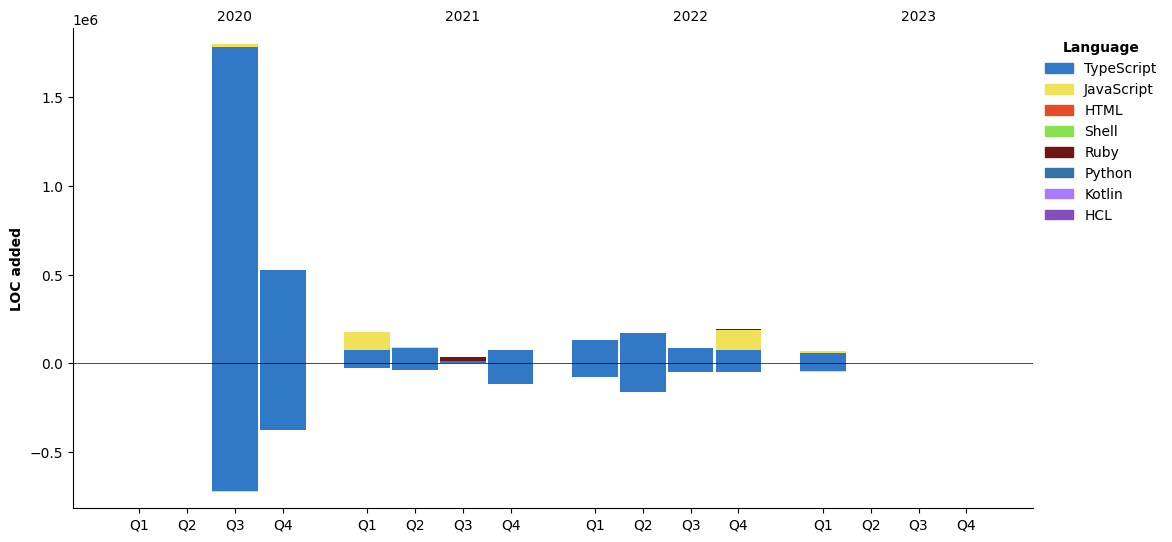 2020 2021 2022 2023
1e6
1.5
1.0
0.5
0.0
−0.5
LOC added
Q1 Q2 Q3 Q4 Q1 Q2 Q3 Q4 Q1 Q2 Q3 Q4 Q1 Q2 Q3 Q4
Language
TypeScript
JavaScript
HTML
Shell
Ruby
Python
Kotlin
HCL